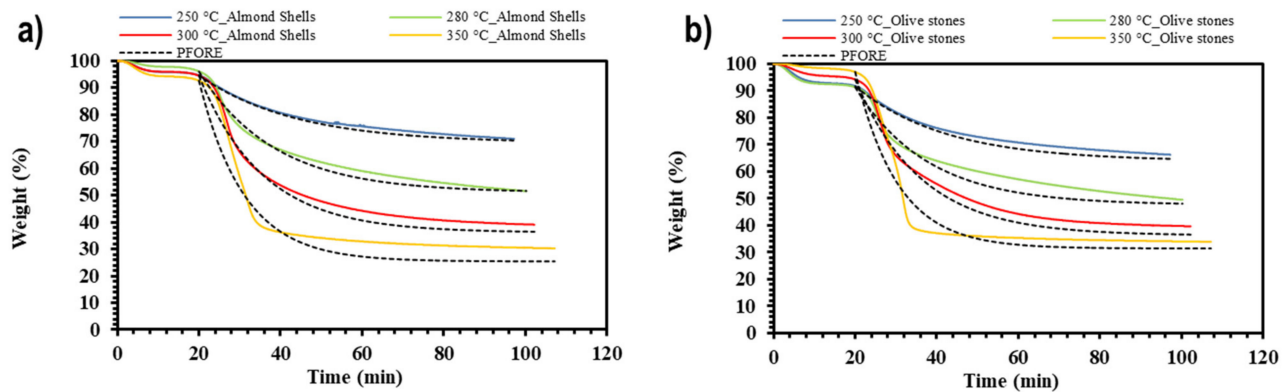 a)
250 °C_Almond Shells 280 °C_Almond Shells
300 °C_Almond Shells 350 °C_Almond Shells
PFORE
100
90
80
70
60
50
40
30
20
10
0
Weight (%)
0 20 40 60 80 100 120
Time (min)
b)
250 °C_Olive stones 280 °C_Olive stones
300 °C_Olive stones 350 °C_Olive stones
PFORE
100
90
80
70
60
50
40
30
20
10
0
Weight (%)
0 20 40 60 80 100 120
Time (min)